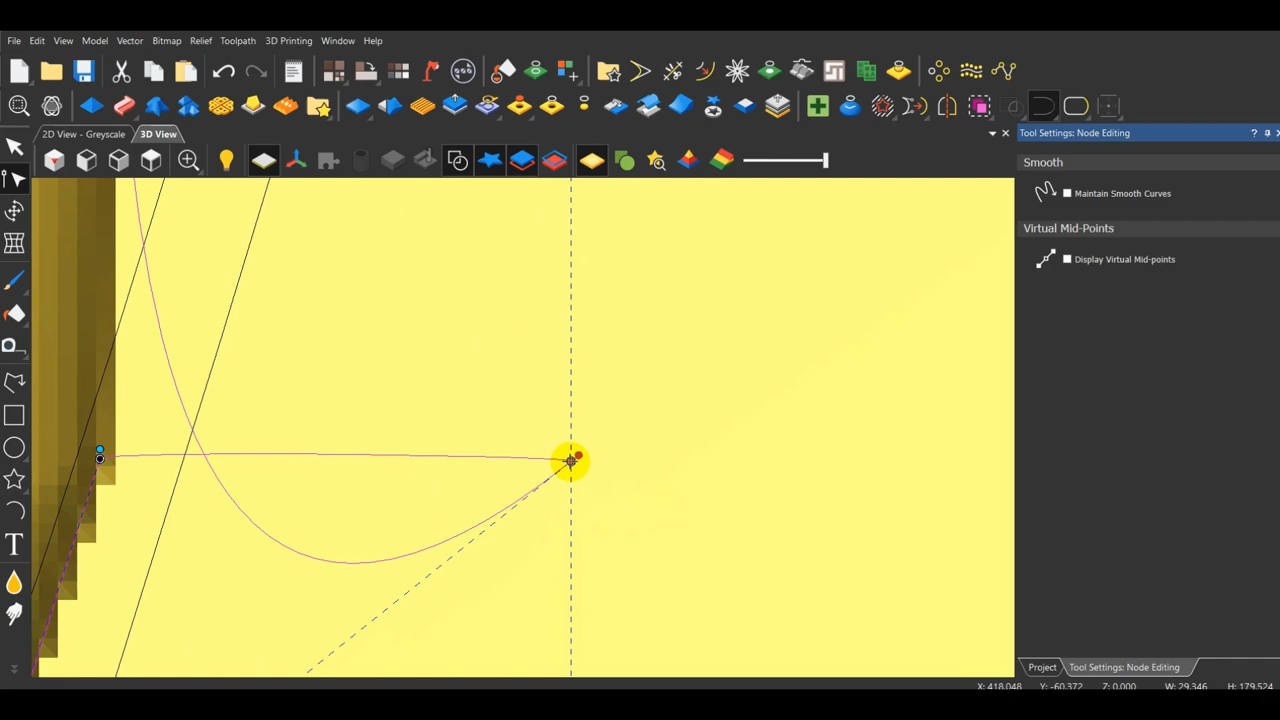 File Edit View Model Vector Bitmap Relief Toolpath 3D Printing Window Help
2D View - Greyscale 3D View
Tool Settings: Node Editing ?
Smooth
Maintain Smooth Curves
Virtual Mid-Points
Display Virtual Mid-points
T
Project Tool Settings: Node Editing
X: 418.048 Y: -60.372 Z: 0.000 W: 29.346 H: 179.524